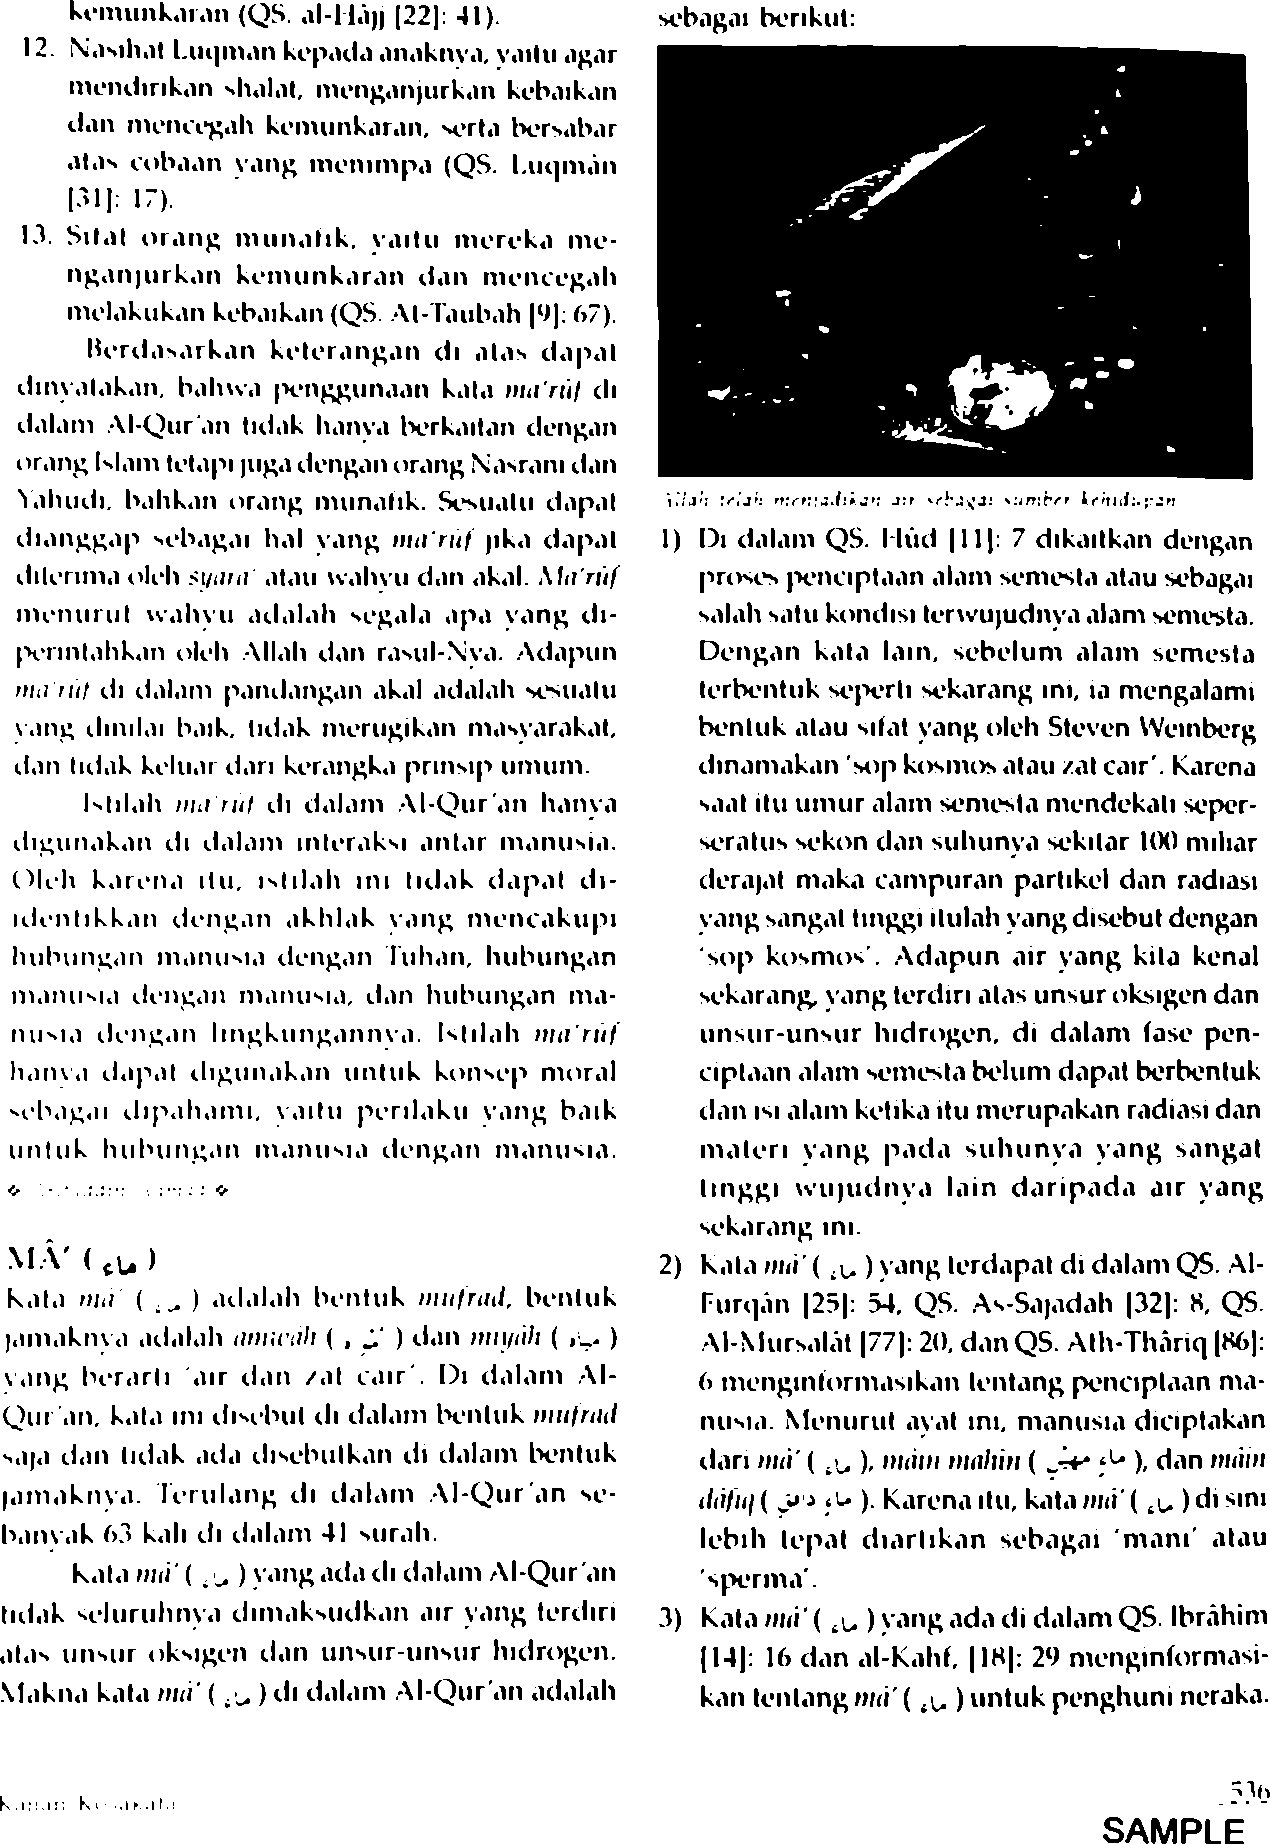 kemunkaran (QS. al-Hâjj [22]: 41).
12. Nasihat Luqman kepada anaknya, yaitu agar
mendirikan shalat, menganjurkan kebaikan
dan mencegah kemunkaran, serta bersabar
atas cobaan yang menimpa (QS. Luqmân
[31]: 17).
13. Sifat orang munafik, yaitu mereka me-
nganjurkan kemunkaran dan mencegah
melakukan kebaikan (QS. At-Taubah [9]: 67).
Berdasarkan keterangan di atas dapat
dinyatakan, bahwa penggunaan kata ma'rûf di
dalam Al-Qur'an tidak hanya berkaitan dengan
orang Islam tetapi juga dengan orang Nasrani dan
Yahudi, bahkan orang munafik. Sesuatu dapat
dianggap sebagai hal yang ma'rûf jika dapat
diterima oleh syara' atau wahyu dan akal. Ma'rûf
menurut wahyu adalah segala apa yang di-
perintahkan oleh Allah dan rasul-Nya. Adapun
ma'rûf di dalam pandangan akal adalah sesuatu
yang dinilai baik, tidak merugikan masyarakat,
dan tidak keluar dari kerangka prinsip umum.
Istilah ma'rûf di dalam Al-Qur'an hanya
digunakan di dalam interaksi antar manusia.
Oleh karena itu, istilah ini tidak dapat di-
identikkan dengan akhlak yang mencakupi
hubungan manusia dengan Tuhan, hubungan
manusia dengan manusia, dan hubungan ma-
nusia dengan lingkungannya. Istilah ma'rûf
hanya dapat digunakan untuk konsep moral
sebagai dipahami, yaitu perilaku yang baik
untuk hubungan manusia dengan manusia.
MÂ' ( ماء )
Kata mâ' ( ماء ) adalah bentuk mufrad, bentuk
jamaknya adalah amwâh ( ) dan miyâh ( )
yang berarti 'air dan zat cair'. Di dalam Al-
Qur'an, kata ini disebut di dalam bentuk mufrad
saja dan tidak ada disebutkan di dalam bentuk
jamaknya. Terulang di dalam Al-Qur'an se-
banyak 63 kali di dalam 41 surah.
Kata mâ' ( ماء ) yang ada di dalam Al-Qur'an
tidak seluruhnya dimaksudkan air yang terdiri
atas unsur oksigen dan unsur-unsur hidrogen.
Makna kata mâ' ( ماء ) di dalam Al-Qur'an adalah
sebagai berikut:
Allah telah menjadikan air sebagai sumber kehidupan
1) Di dalam QS. Hûd [11]: 7 dikaitkan dengan
proses penciptaan alam semesta atau sebagai
salah satu kondisi terwujudnya alam semesta.
Dengan kata lain, sebelum alam semesta
terbentuk seperti sekarang ini, ia mengalami
bentuk atau sifat yang oleh Steven Weinberg
dinamakan 'sop kosmos atau zat cair'. Karena
saat itu umur alam semesta mendekati seper-
seratus sekon dan suhunya sekitar 100 miliar
derajat maka campuran partikel dan radiasi
yang sangat tinggi itulah yang disebut dengan
'sop kosmos'. Adapun air yang kita kenal
sekarang, yang terdiri atas unsur oksigen dan
unsur-unsur hidrogen, di dalam fase pen-
ciptaan alam semesta belum dapat berbentuk
dan isi alam ketika itu merupakan radiasi dan
materi yang pada suhunya yang sangat
tinggi wujudnya lain daripada air yang
sekarang ini.
2) Kata mâ' ( ماء ) yang terdapat di dalam QS. Al-
Furqân [25]: 54, QS. As-Sajadah [32]: 8, QS.
Al-Mursalât [77]: 20, dan QS. Ath-Thâriq [86]:
6 menginformasikan tentang penciptaan ma-
nusia. Menurut ayat ini, manusia diciptakan
dari mâ' ( ماء ), mâin mahîn ( ماء مهين ), dan mâin
dâfiq ( ماء دافق ). Karena itu, kata mâ' ( ماء ) di sini
lebih tepat diartikan sebagai 'mani' atau
'sperma'.
3) Kata mâ' ( ماء ) yang ada di dalam QS. Ibrâhim
[14]: 16 dan al-Kahf, [18]: 29 menginformasi-
kan tentang mâ' ( ماء ) untuk penghuni neraka.
536
SAMPLE